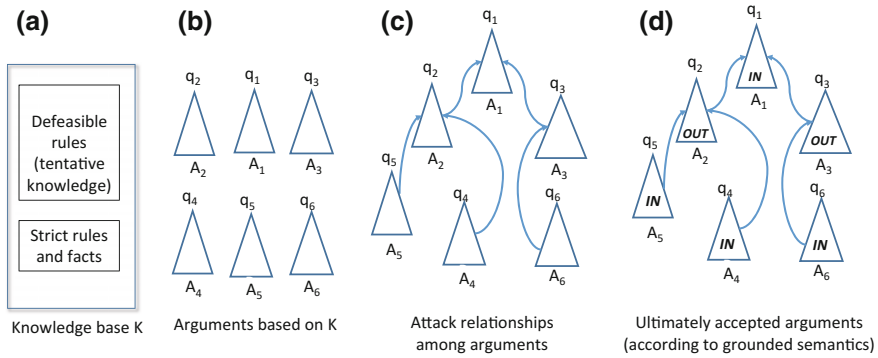 (a)
Defeasible
rules
(tentative
knowledge)
Strict rules
and facts
Knowledge base K
(b)
q2
q1
q3
A2
A1
A3
q4
q5
q6
A4
A5
A6
Arguments based on K
(c)
q1
A1
q2
A2
q3
A3
q5
A5
q4
A4
q6
A6
Attack relationships
among arguments
(d)
q1
IN
A1
q2
OUT
A2
q3
OUT
A3
q5
IN
A5
q4
IN
A4
q6
IN
A6
Ultimately accepted arguments
(according to grounded semantics)